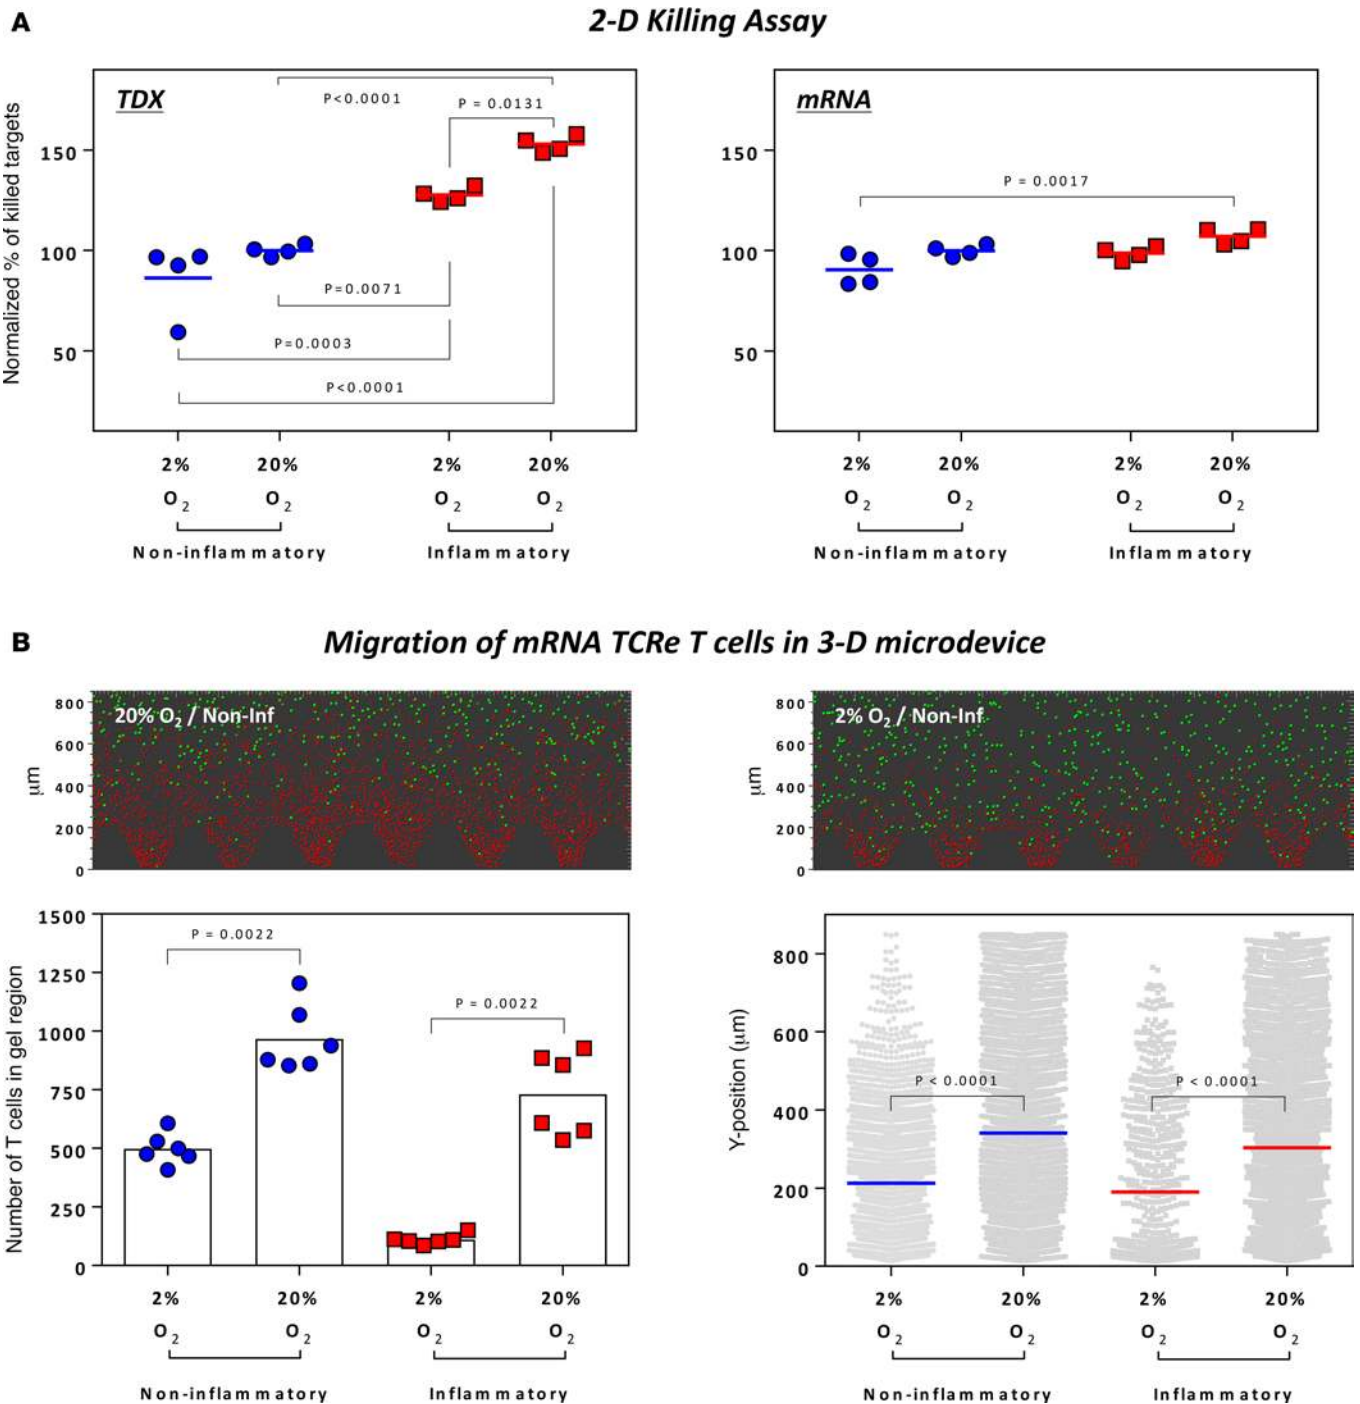 A
2-D Killing Assay
TDX
Normalized % of killed targets
150
100
50
P<0.0001
P = 0.0131
P=0.0071
P=0.0003
P<0.0001
2% 20% 2% 20%
O2 O2 O2 O2
Non-inflammatory Inflammatory
mRNA
150
100
50
P = 0.0017
2% 20% 2% 20%
O2 O2 O2 O2
Non-inflammatory Inflammatory
B
Migration of mRNA TCRe T cells in 3-D microdevice
20% O2 / Non-Inf
µm
800
600
400
200
0
2% O2 / Non-Inf
µm
800
600
400
200
0
Number of T cells in gel region
1500
1250
1000
750
500
250
0
P = 0.0022
P = 0.0022
2% 20% 2% 20%
O2 O2 O2 O2
Non-inflammatory Inflammatory
Y-position (µm)
800
600
400
200
0
P < 0.0001
P < 0.0001
2% 20% 2% 20%
O2 O2 O2 O2
Non-inflammatory Inflammatory